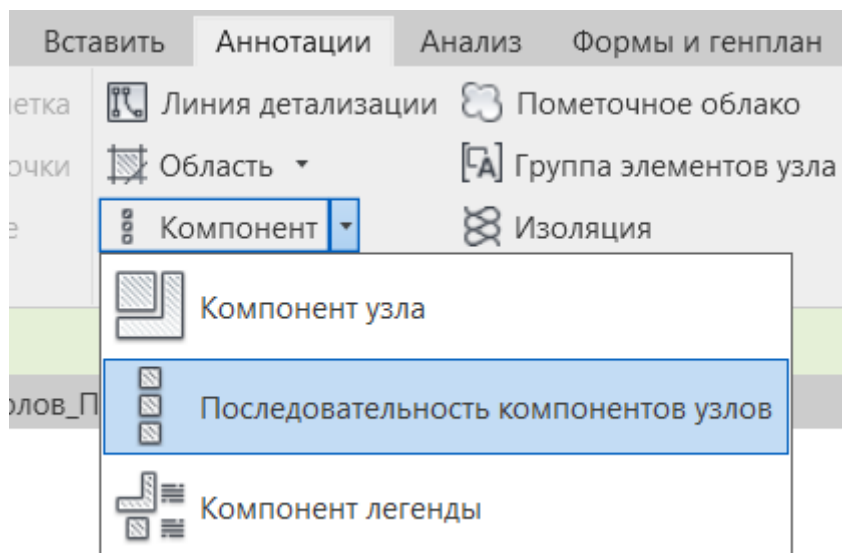 Вставить Аннотации Анализ Формы и генплан
Линия детализации Пометочное облако
Область Группа элементов узла
Компонент Изоляция
Компонент узла
Последовательность компонентов узлов
Компонент легенды